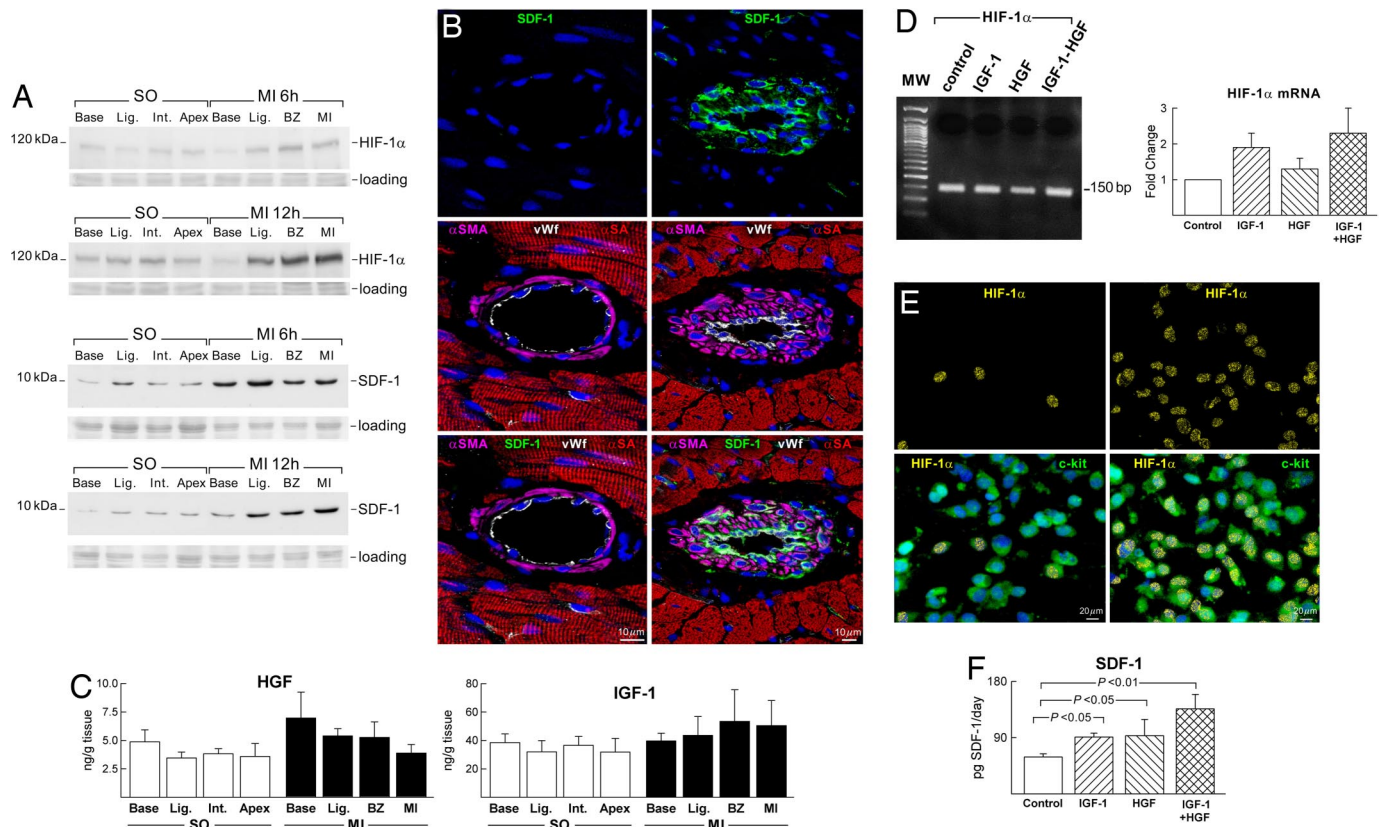 A
SO MI 6h
Base Lig. Int. Apex Base Lig. BZ MI
120 kDa HIF-1α
loading
SO MI 12h
Base Lig. Int. Apex Base Lig. BZ MI
120 kDa HIF-1α
loading
SO MI 6h
Base Lig. Int. Apex Base Lig. BZ MI
10 kDa SDF-1
loading
SO MI 12h
Base Lig. Int. Apex Base Lig. BZ MI
10 kDa SDF-1
loading
B
SDF-1 SDF-1
αSMA vWf αSA αSMA vWf αSA
αSMA SDF-1 vWf αSA αSMA SDF-1 vWf αSA
10 μm 10 μm
C
HGF
ng/g tissue
10.0
7.5
5.0
2.5
Base Lig. Int. Apex Base Lig. BZ MI
SO MI
IGF-1
ng/g tissue
80
60
40
20
Base Lig. Int. Apex Base Lig. BZ MI
SO MI
D
HIF-1α
MW control IGF-1 HGF IGF-1-HGF
150 bp
HIF-1α mRNA
Fold Change
3
2
1
Control IGF-1 HGF IGF-1
+HGF
E
HIF-1α HIF-1α
HIF-1α c-kit HIF-1α c-kit
20 μm 20 μm
F
SDF-1
pg SDF-1/day
180
90
P <0.01
P <0.05
P <0.05
Control IGF-1 HGF IGF-1
+HGF